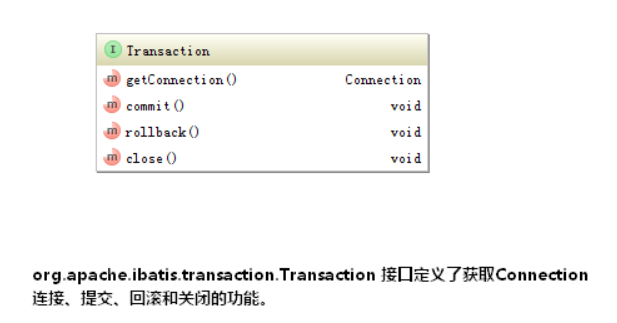 I Transaction
m getConnection() Connection
m commit() void
m rollback() void
m close() void
org.apache.ibatis.transaction.Transaction 接口定义了获取Connection
连接、提交、回滚和关闭的功能。